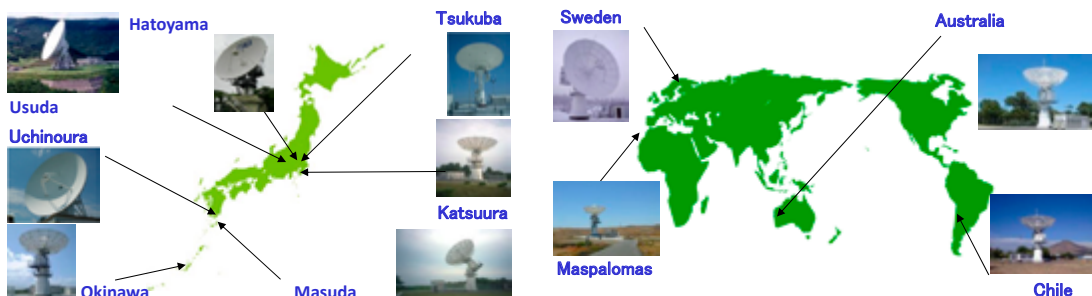 Hatoyama
Tsukuba
Usuda
Uchinoura
Katsuura
Okinawa
Masuda
Sweden
Australia
Maspalomas
Chile